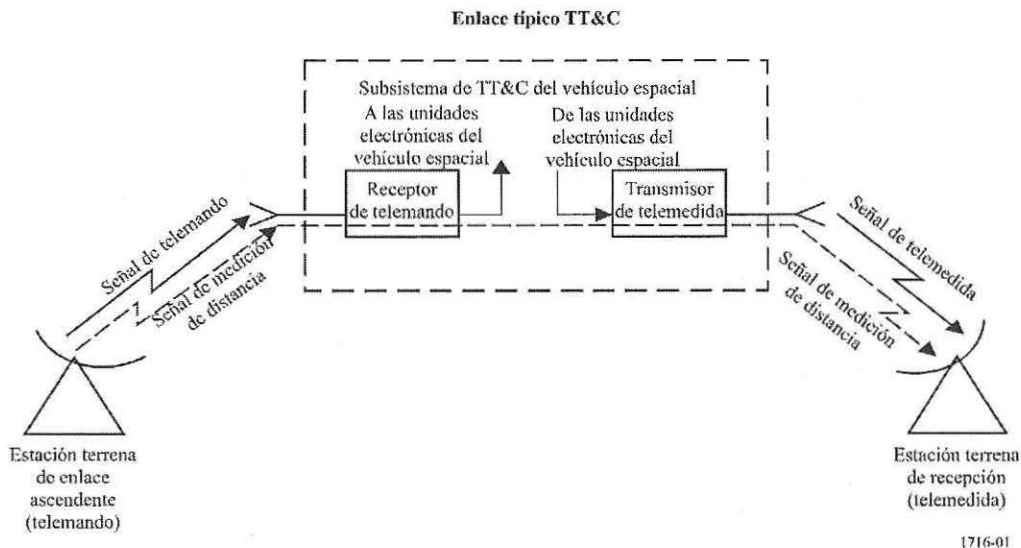 Enlace típico TT&C
Subsistema de TT&C del vehículo espacial
A las unidades
electrónicas del
vehículo espacial
De las unidades
electrónicas del
vehículo espacial
Receptor
de telemando
Transmisor
de telemedida
Señal de telemando
Señal de medición
de distancia
Señal de telemedida
Señal de medición
de distancia
Estación terrena
de enlace
ascendente
(telemando)
Estación terrena
de recepción
(telemedida)
1716-01